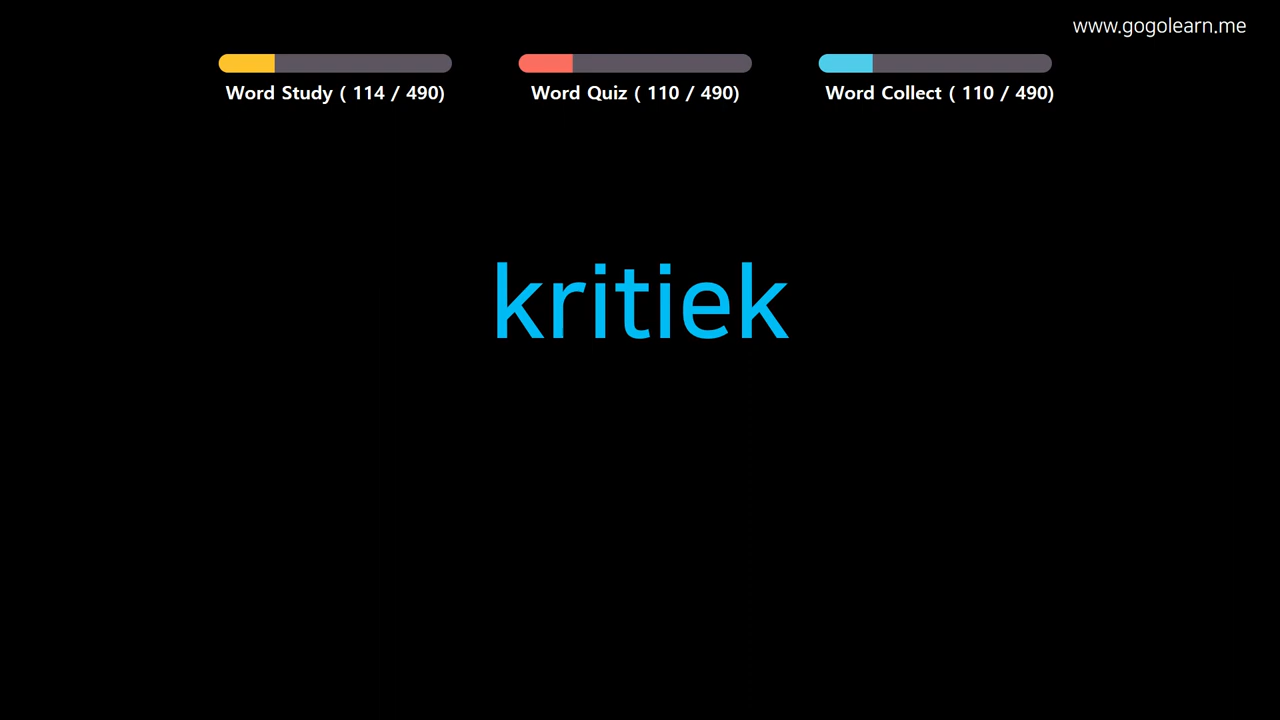 www.gogolearn.me
Word Study ( 114 / 490)
Word Quiz ( 110 / 490)
Word Collect ( 110 / 490)
kritiek